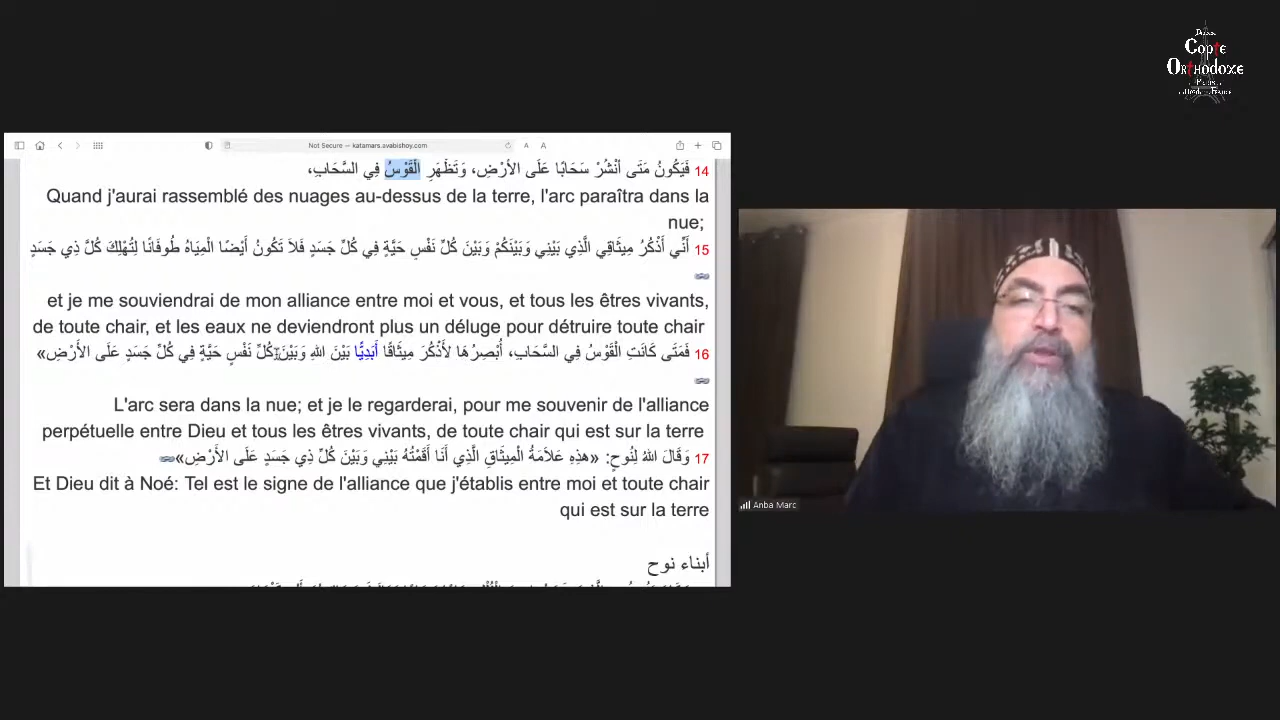 Copte
Orthodoxe
Not Secure — katamars.avabishoy.com
A A
14 فَيَكُونُ مَتَى أَنْشُرْ سَحَابًا عَلَى الأَرْضِ، وَتَظْهَرِ الْقَوْسُ فِي السَّحَابِ،
Quand j'aurai rassemblé des nuages au-dessus de la terre, l'arc paraîtra dans la
nue;
15 أَنِّي أَذْكُرُ مِيثَاقِي الَّذِي بَيْنِي وَبَيْنَكُمْ وَبَيْنَ كُلِّ نَفْسٍ حَيَّةٍ فِي كُلِّ جَسَدٍ فَلاَ تَكُونُ أَيْضًا الْمِيَاهُ طُوفَانًا لِتُهْلِكَ كُلَّ ذِي جَسَدٍ
et je me souviendrai de mon alliance entre moi et vous, et tous les êtres vivants,
de toute chair, et les eaux ne deviendront plus un déluge pour détruire toute chair
16 فَمَتَى كَانَتِ الْقَوْسُ فِي السَّحَابِ، أُبْصِرُهَا لأَذْكُرَ مِيثَاقًا أَبَدِيًّا بَيْنَ اللهِ وَبَيْنَ كُلِّ نَفْسٍ حَيَّةٍ فِي كُلِّ جَسَدٍ عَلَى الأَرْضِ»
L'arc sera dans la nue; et je le regarderai, pour me souvenir de l'alliance
perpétuelle entre Dieu et tous les êtres vivants, de toute chair qui est sur la terre
17 وَقَالَ اللهُ لِنُوحٍ: «هذِهِ عَلاَمَةُ الْمِيثَاقِ الَّذِي أَنَا أَقَمْتُهُ بَيْنِي وَبَيْنَ كُلِّ ذِي جَسَدٍ عَلَى الأَرْضِ»
Et Dieu dit à Noé: Tel est le signe de l'alliance que j'établis entre moi et toute chair
qui est sur la terre
أبناء نوح
Anba Marc